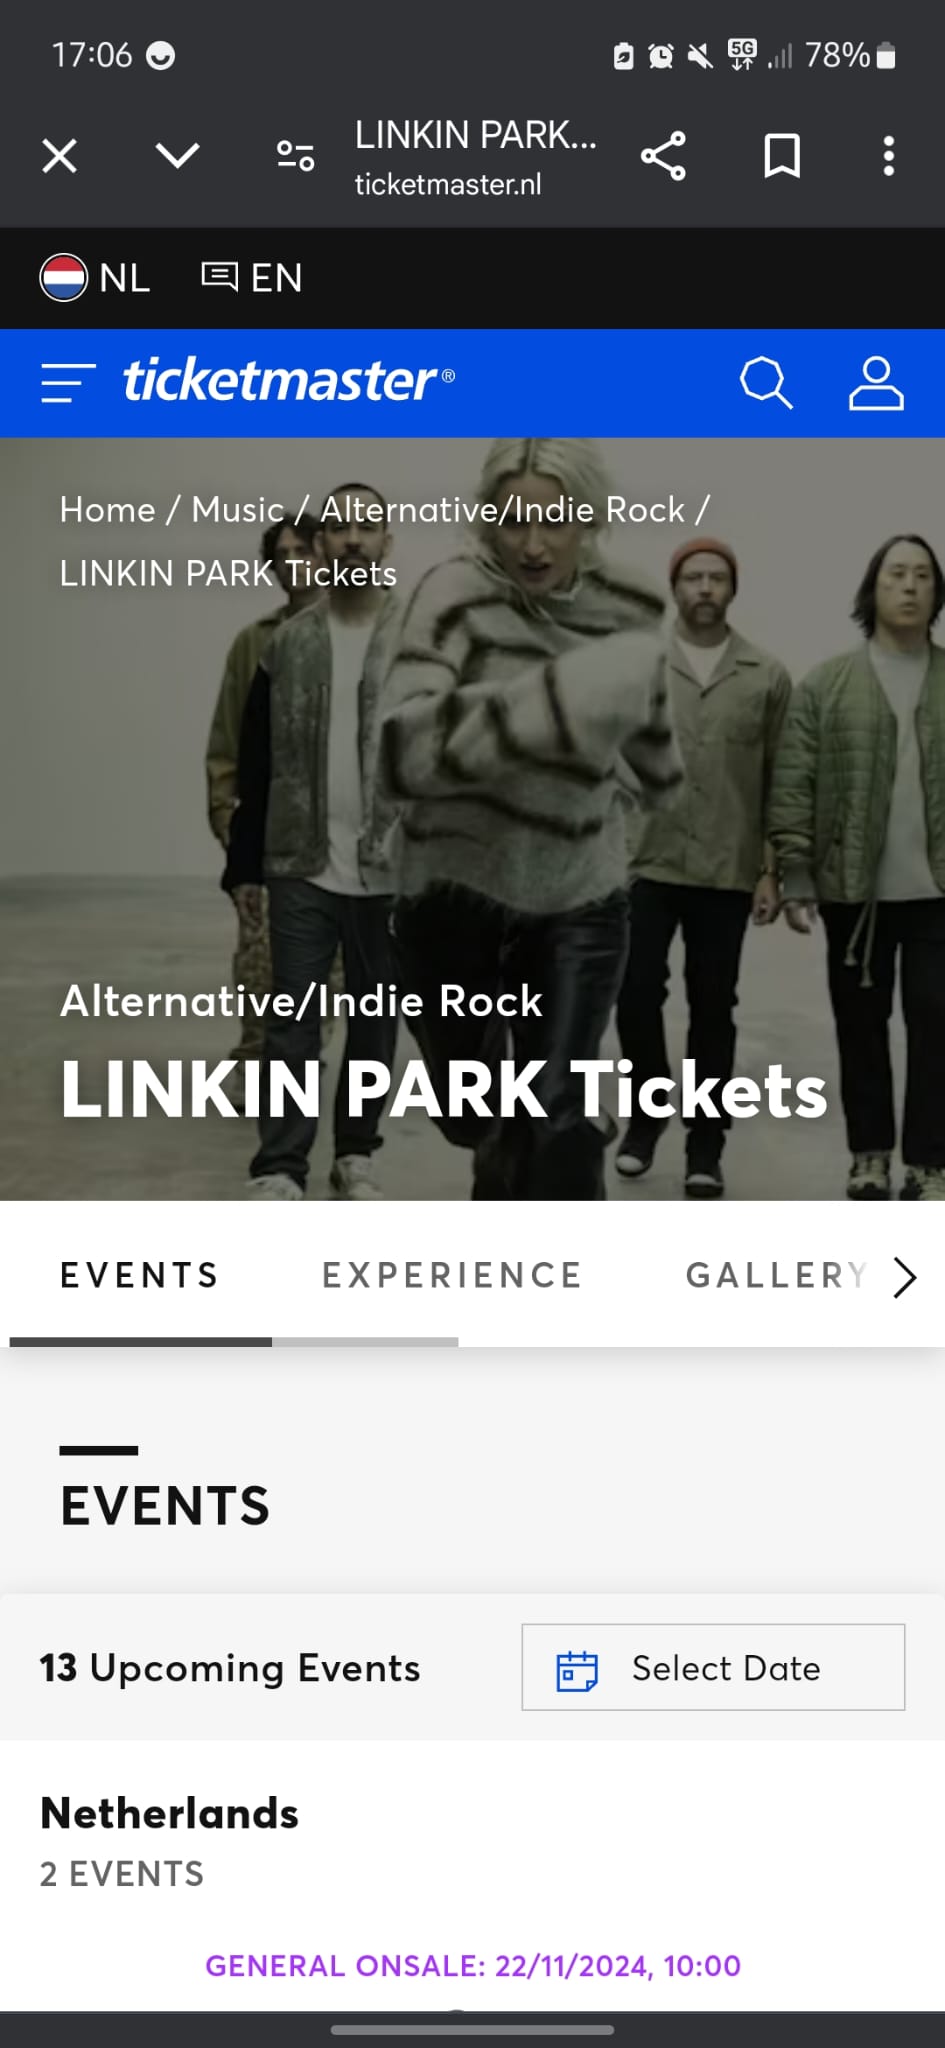 17:06
5G
78%
LINKIN PARK...
ticketmaster.nl
NL EN
ticketmaster®
Home / Music / Alternative/Indie Rock /
LINKIN PARK Tickets
Alternative/Indie Rock
LINKIN PARK Tickets
EVENTS EXPERIENCE GALLERY
EVENTS
13 Upcoming Events
Select Date
Netherlands
2 EVENTS
GENERAL ONSALE: 22/11/2024, 10:00